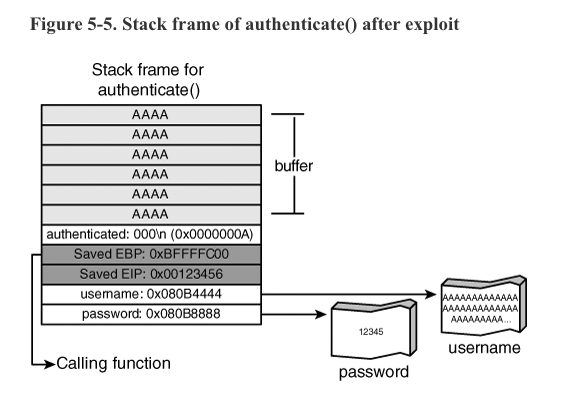 Figure 5-5. Stack frame of authenticate() after exploit
Stack frame for
authenticate()
AAAA
AAAA
AAAA
AAAA
AAAA
AAAA
buffer
authenticated: 000\n (0x0000000A)
Saved EBP: 0xBFFFFC00
Saved EIP: 0x00123456
username: 0x080B4444
password: 0x080B8888
Calling function
12345
password
AAAAAAAAAAAAA
AAAAAAAAAAAAA
AAAAAAAAA...
username